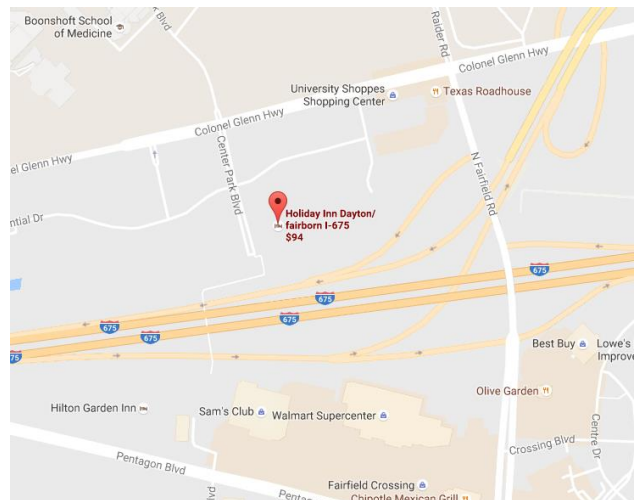 Boonshoft School
of Medicine
Raider Rd
Colonel Glenn Hwy
University Shoppes
Shopping Center
Texas Roadhouse
Colonel Glenn Hwy
Center Park Blvd
N Fairfield Rd
el Glenn Hwy
ntial Dr
Holiday Inn Dayton/
fairborn I-675
$94
675
675
675
675
675
75
Best Buy
Lowe's
Improve
Olive Garden
Hilton Garden Inn
Sam's Club
Walmart Supercenter
Centre Dr
Crossing Blvd
Pentagon Blvd
Fairfield Crossing
Chipotle Mexican Grill
Penta